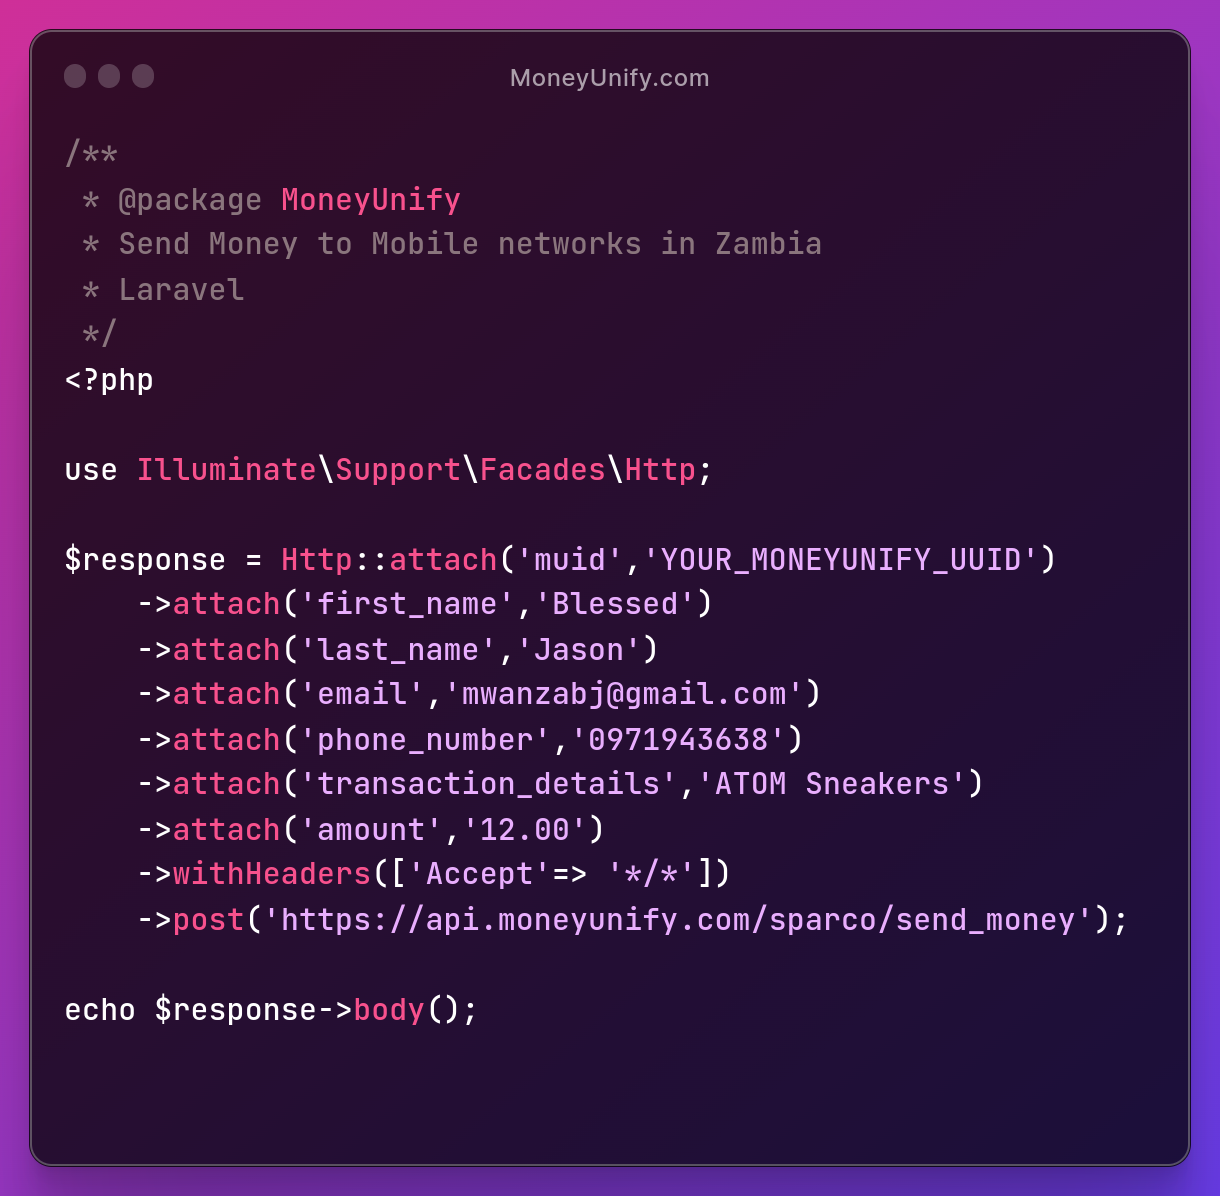 MoneyUnify.com
/**
 * @package MoneyUnify
 * Send Money to Mobile networks in Zambia
 * Laravel
 */
<?php
use Illuminate\Support\Facades\Http;
$response = Http::attach('muid','YOUR_MONEYUNIFY_UUID')
    ->attach('first_name','Blessed')
    ->attach('last_name','Jason')
    ->attach('email','mwanzabj@gmail.com')
    ->attach('phone_number','0971943638')
    ->attach('transaction_details','ATOM Sneakers')
    ->attach('amount','12.00')
    ->withHeaders(['Accept'=> '*/*'])
    ->post('https://api.moneyunify.com/sparco/send_money');
echo $response->body();